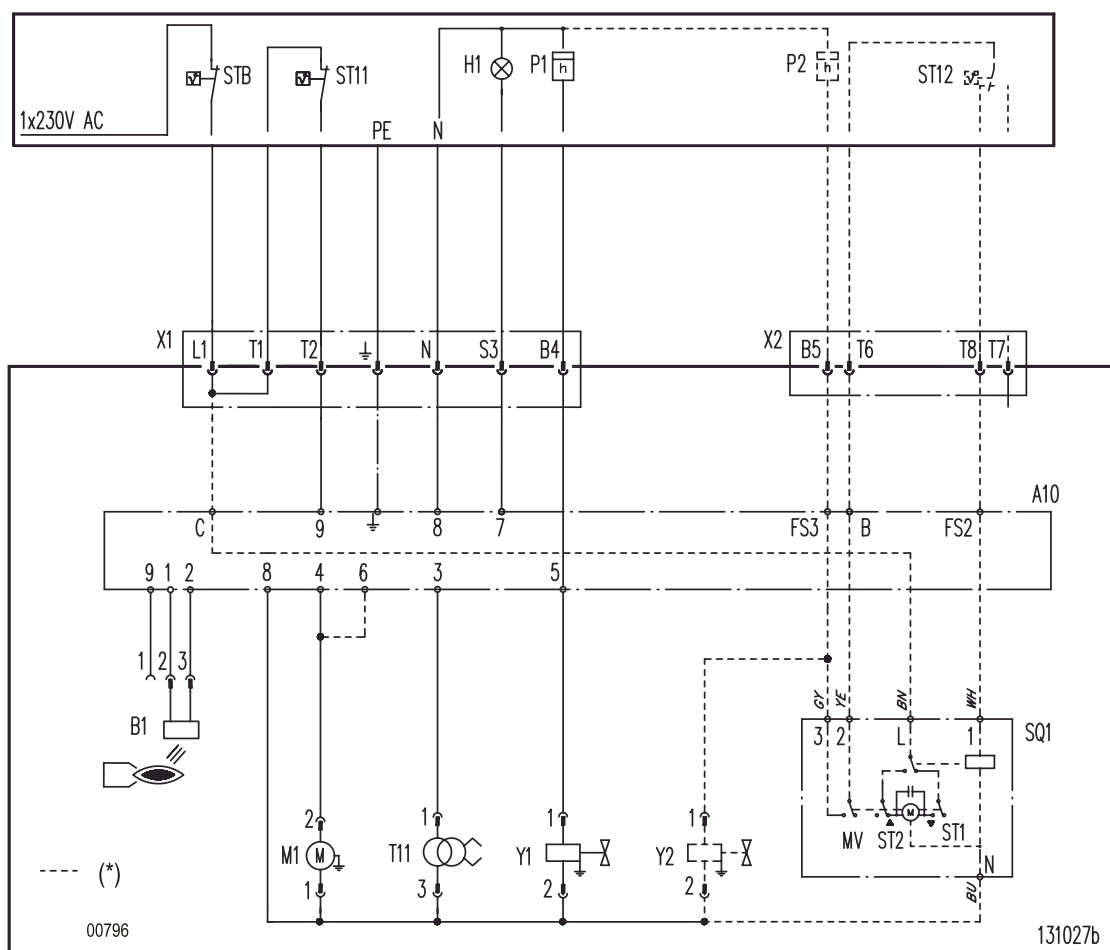 STB
ST11
H1
P1
h
P2
h
ST12
1x230V AC
PE
N
X1
L1
T1
T2
N
S3
B4
X2
B5
T6
T8
T7
A10
C
9
8
7
FS3
B
FS2
9
1
2
8
4
6
3
5
1
2
3
B1
GY
YE
BN
WH
3
2
L
1
SQ1
M
MV
ST2
ST1
N
BU
2
M1
M
1
1
T11
3
1
Y1
2
1
Y2
2
---- (*)
00796
131027b